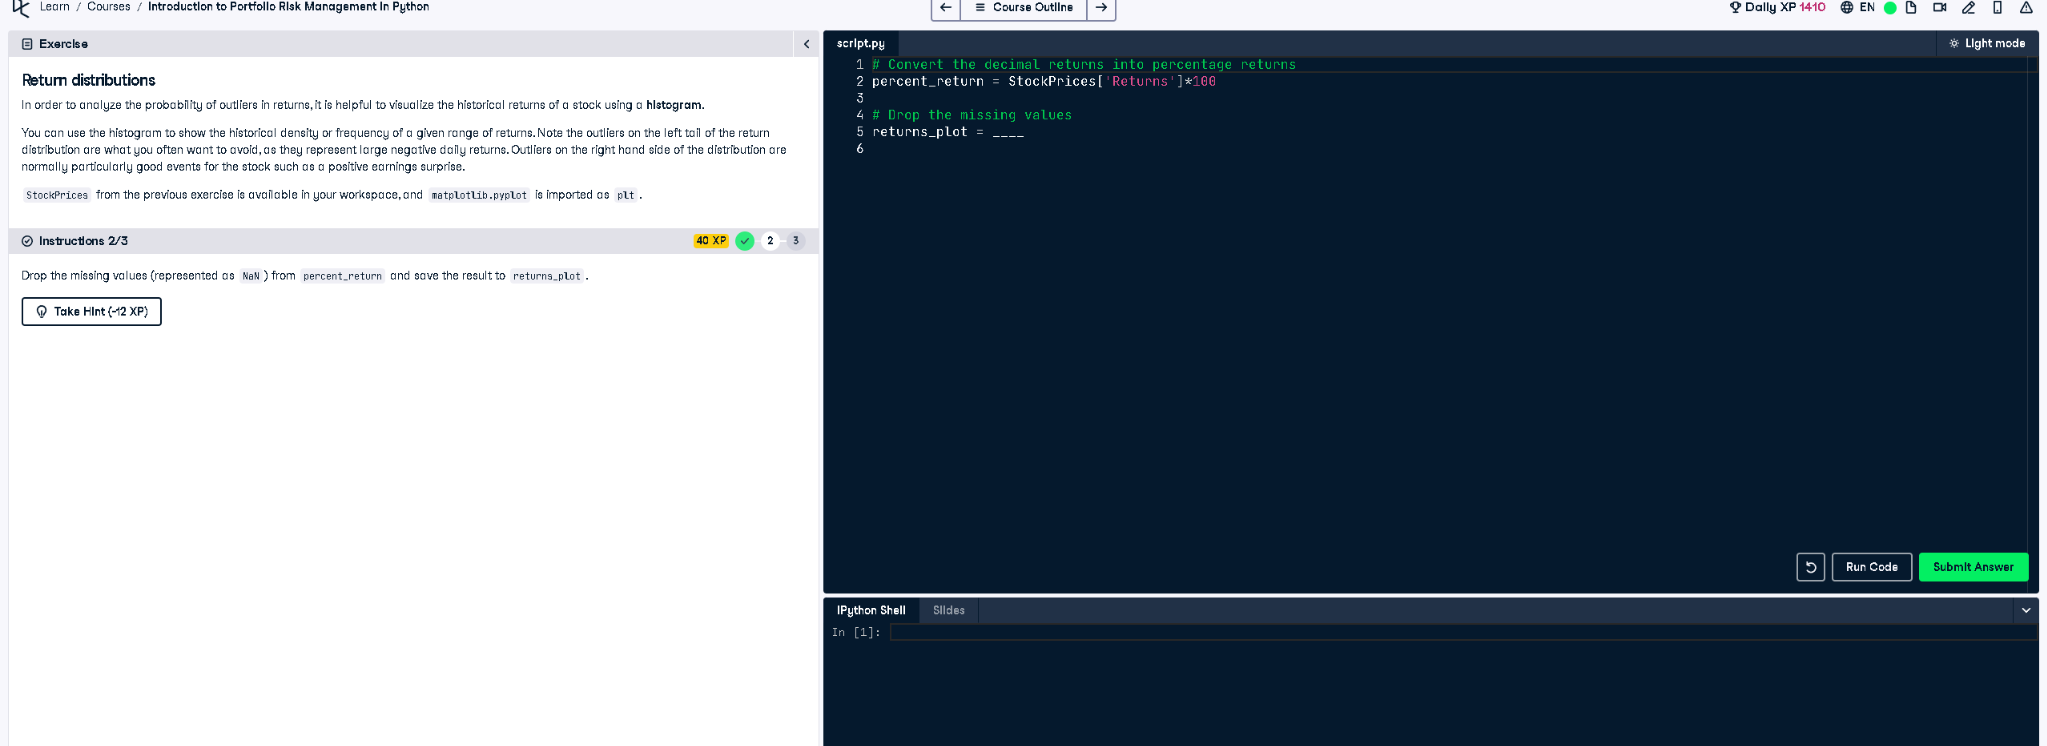 Learn / Courses / Introduction to Portfolio Risk Management in Python
Course Outline
Daily XP 1410
EN
Exercise
Return distributions
In order to analyze the probability of outliers in returns, it is helpful to visualize the historical returns of a stock using a histogram.
You can use the histogram to show the historical density or frequency of a given range of returns. Note the outliers on the left tail of the return
distribution are what you often want to avoid, as they represent large negative daily returns. Outliers on the right hand side of the distribution are
normally particularly good events for the stock such as a positive earnings surprise.
StockPrices from the previous exercise is available in your workspace, and matplotlib.pyplot is imported as plt.
Instructions 2/3
40 XP
2
3
Drop the missing values (represented as NaN) from percent_return and save the result to returns_plot.
Take Hint (-12 XP)
script.py
Light mode
1 # Convert the decimal returns into percentage returns
2 percent_return = StockPrices['Returns']*100
3
4 # Drop the missing values
5 returns_plot = ____
6
Run Code
Submit Answer
IPython Shell
Slides
In [1]: